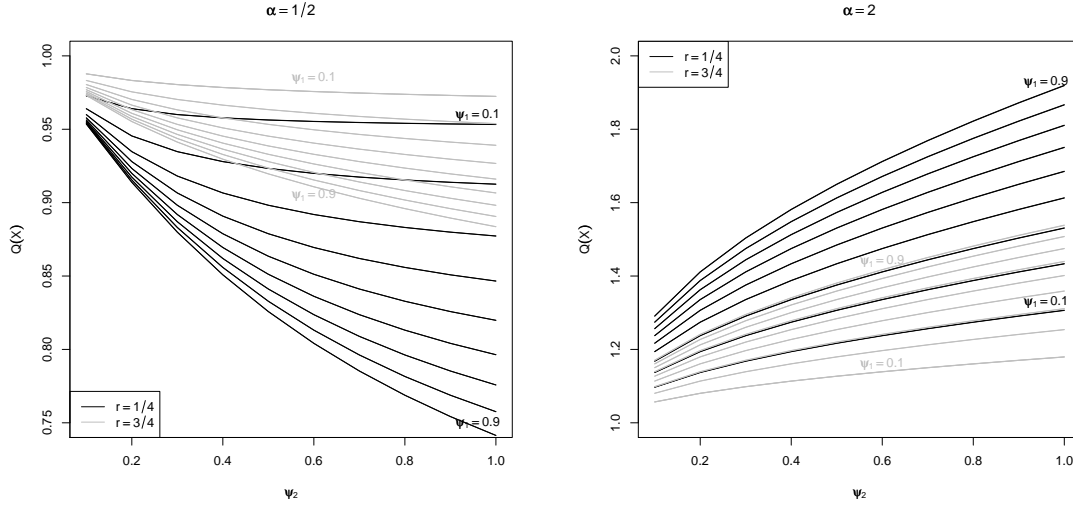 α = 1/2
1.00
0.95
0.90
0.85
0.80
0.75
Q(X)
ψ₁ = 0.1
ψ₁ = 0.1
ψ₁ = 0.9
ψ₁ = 0.9
r = 1/4
r = 3/4
0.2 0.4 0.6 0.8 1.0
ψ₂
α = 2
2.0
1.8
1.6
1.4
1.2
1.0
Q(X)
r = 1/4
r = 3/4
ψ₁ = 0.9
ψ₁ = 0.9
ψ₁ = 0.1
ψ₁ = 0.1
0.2 0.4 0.6 0.8 1.0
ψ₂